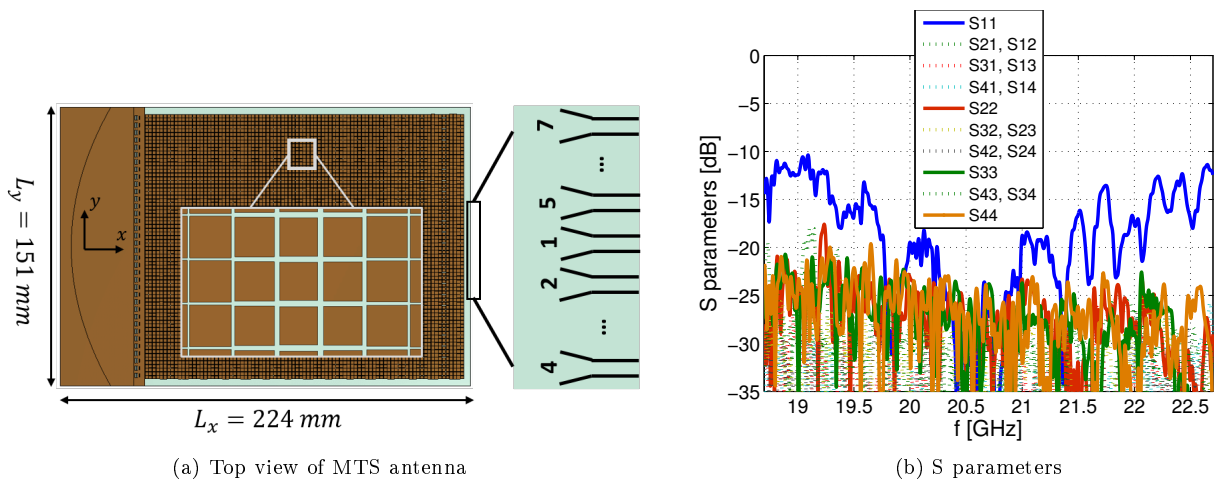 y
x
L_y = 151 mm
L_x = 224 mm
7
...
5
1
2
...
4
(a) Top view of MTS antenna
S11
S21, S12
S31, S13
S41, S14
S22
S32, S23
S42, S24
S33
S43, S34
S44
S parameters [dB]
0
−5
−10
−15
−20
−25
−30
−35
19 19.5 20 20.5 21 21.5 22 22.5
f [GHz]
(b) S parameters